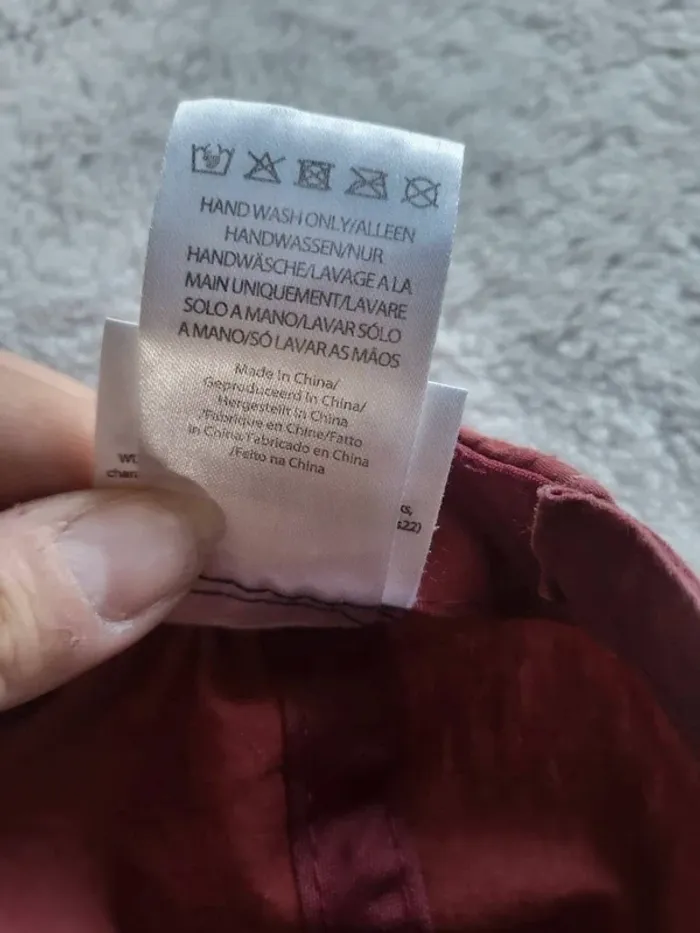 HAND WASH ONLY/ALLEEN
HANDWASSEN/NUR
HANDWÄSCHE/LAVAGE A LA
MAIN UNIQUEMENT/LAVARE
SOLO A MANO/LAVAR SÓLO
A MANO/SÓ LAVAR AS MÃOS
Made In China/
Geproduceerd In China/
Hergestellt In China
/Fabriqué en Chine/Fatto
in China/Fabricado en China
/Feito na China